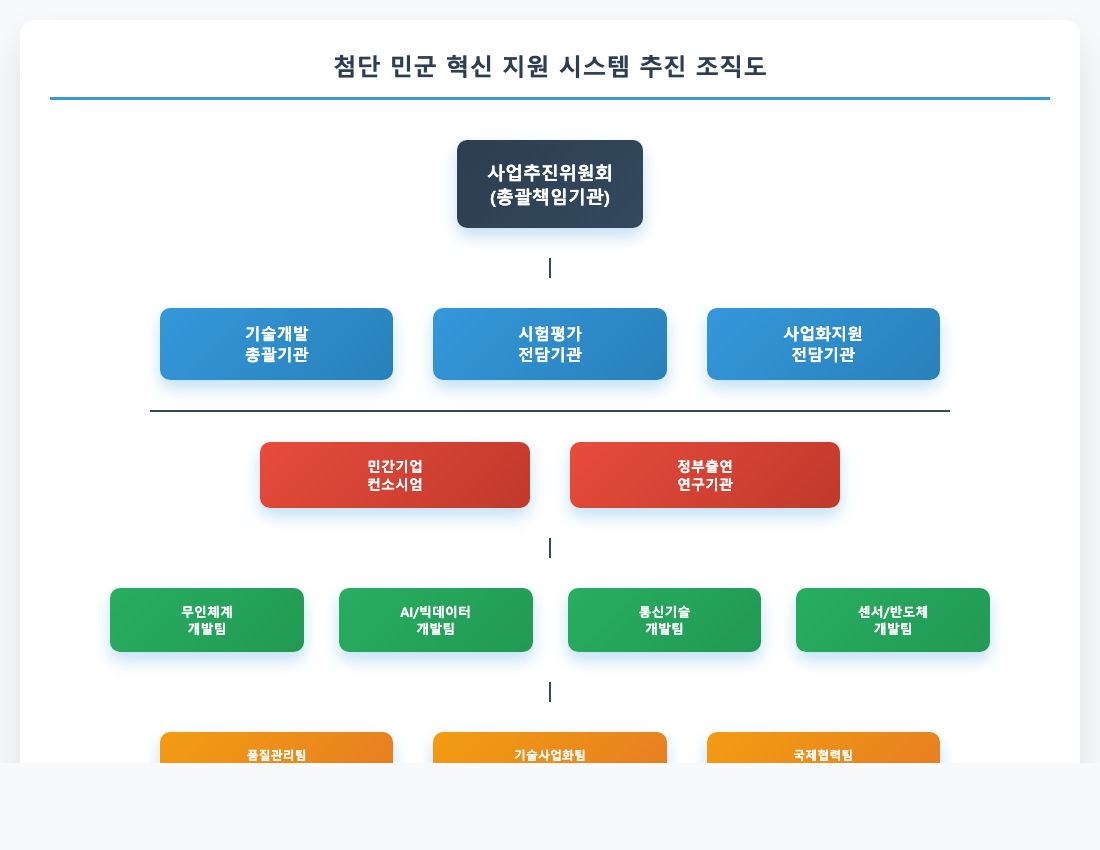 첨단 민군 혁신 지원 시스템 추진 조직도
사업추진위원회
(총괄책임기관)
기술개발
총괄기관
시험평가
전담기관
사업화지원
전담기관
민간기업
컨소시엄
정부출연
연구기관
무인체계
개발팀
AI/빅데이터
개발팀
통신기술
개발팀
센서/반도체
개발팀
품질관리팀
기술사업화팀
국제협력팀